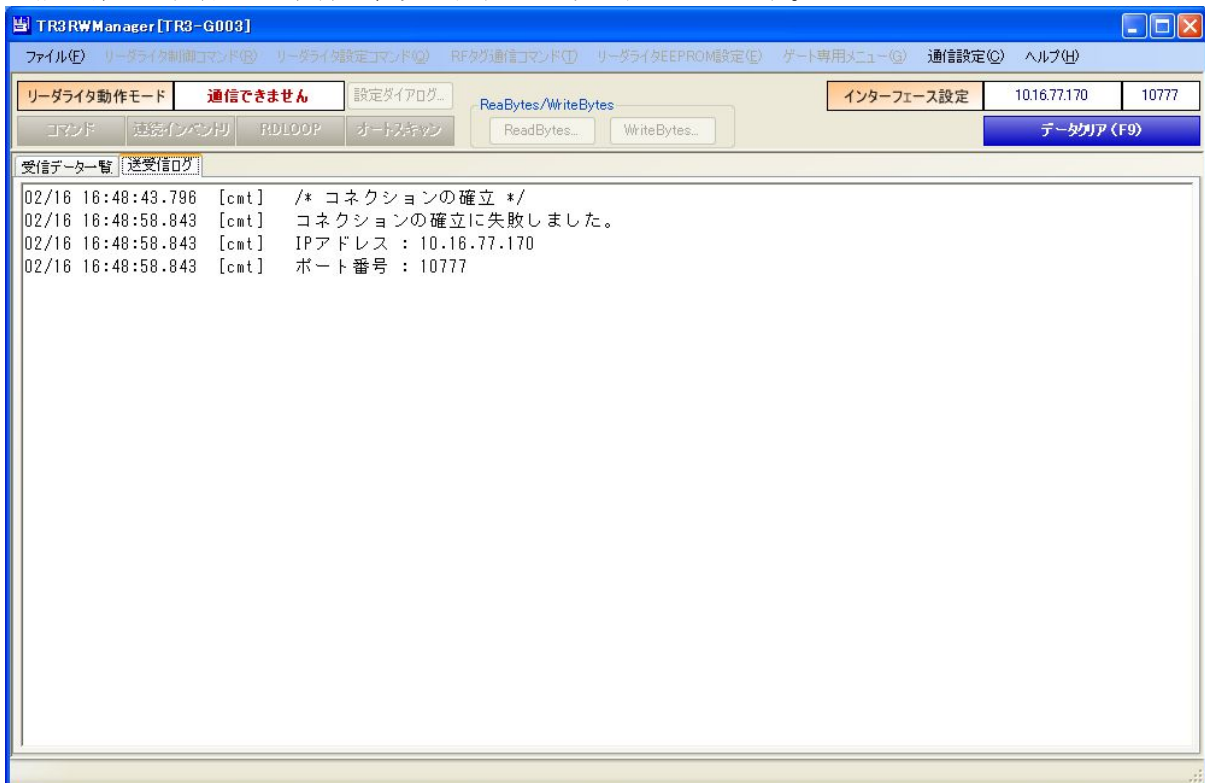 TR3RWManager[TR3-G003]
ファイル(F) リーダライタ制御コマンド(R) リーダライタ設定コマンド(Q) RFタグ通信コマンド(T) リーダライタEEPROM設定(E) ゲート専用メニュー(G) 通信設定(C) ヘルプ(H)
リーダライタ動作モード 通信できません 設定ダイアログ... ReaBytes/WriteBytes インターフェース設定 10.16.77.170 10777
コマンド 連続インベントリ RDLOOP オートスキャン ReadBytes... WriteBytes... データクリア (F9)
受信データ一覧 送受信ログ
02/16 16:48:43.796 [cmt] /* コネクションの確立 */
02/16 16:48:58.843 [cmt] コネクションの確立に失敗しました。
02/16 16:48:58.843 [cmt] IPアドレス : 10.16.77.170
02/16 16:48:58.843 [cmt] ポート番号 : 10777